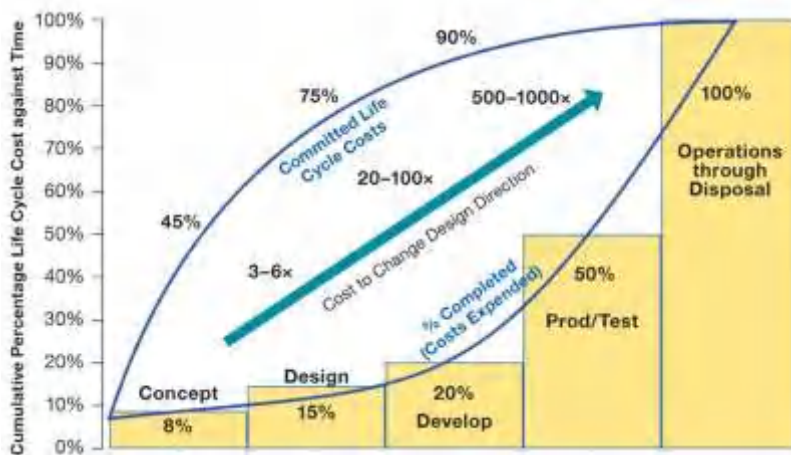 Cumulative Percentage Life Cycle Cost against Time
100%
90%
80%
70%
60%
50%
40%
30%
20%
10%
0%
90%
75%
45%
500–1000×
20–100×
3–6×
Committed Life
Cycle Costs
Cost to Change Design Direction
% Completed
(Costs Expended)
Concept
8%
Design
15%
20%
Develop
50%
Prod/Test
100%
Operations
through
Disposal